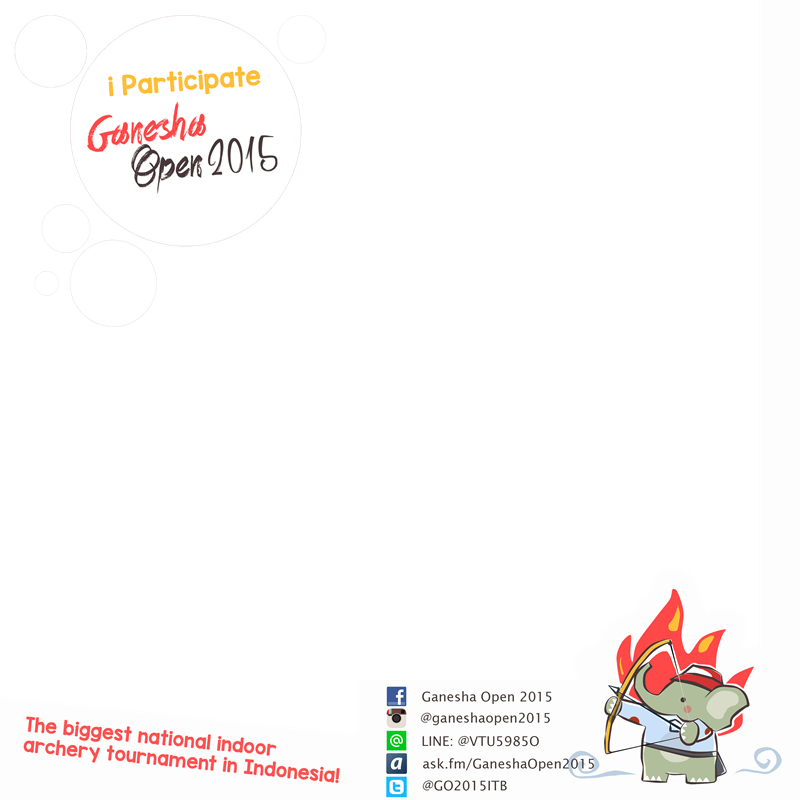 i Participate
Ganesha
Open 2015
Ganesha Open 2015
@ganeshaopen2015
LINE: @VTU5985O
ask.fm/GaneshaOpen2015
@GO2015ITB
The biggest national indoor
archery tournament in Indonesia!